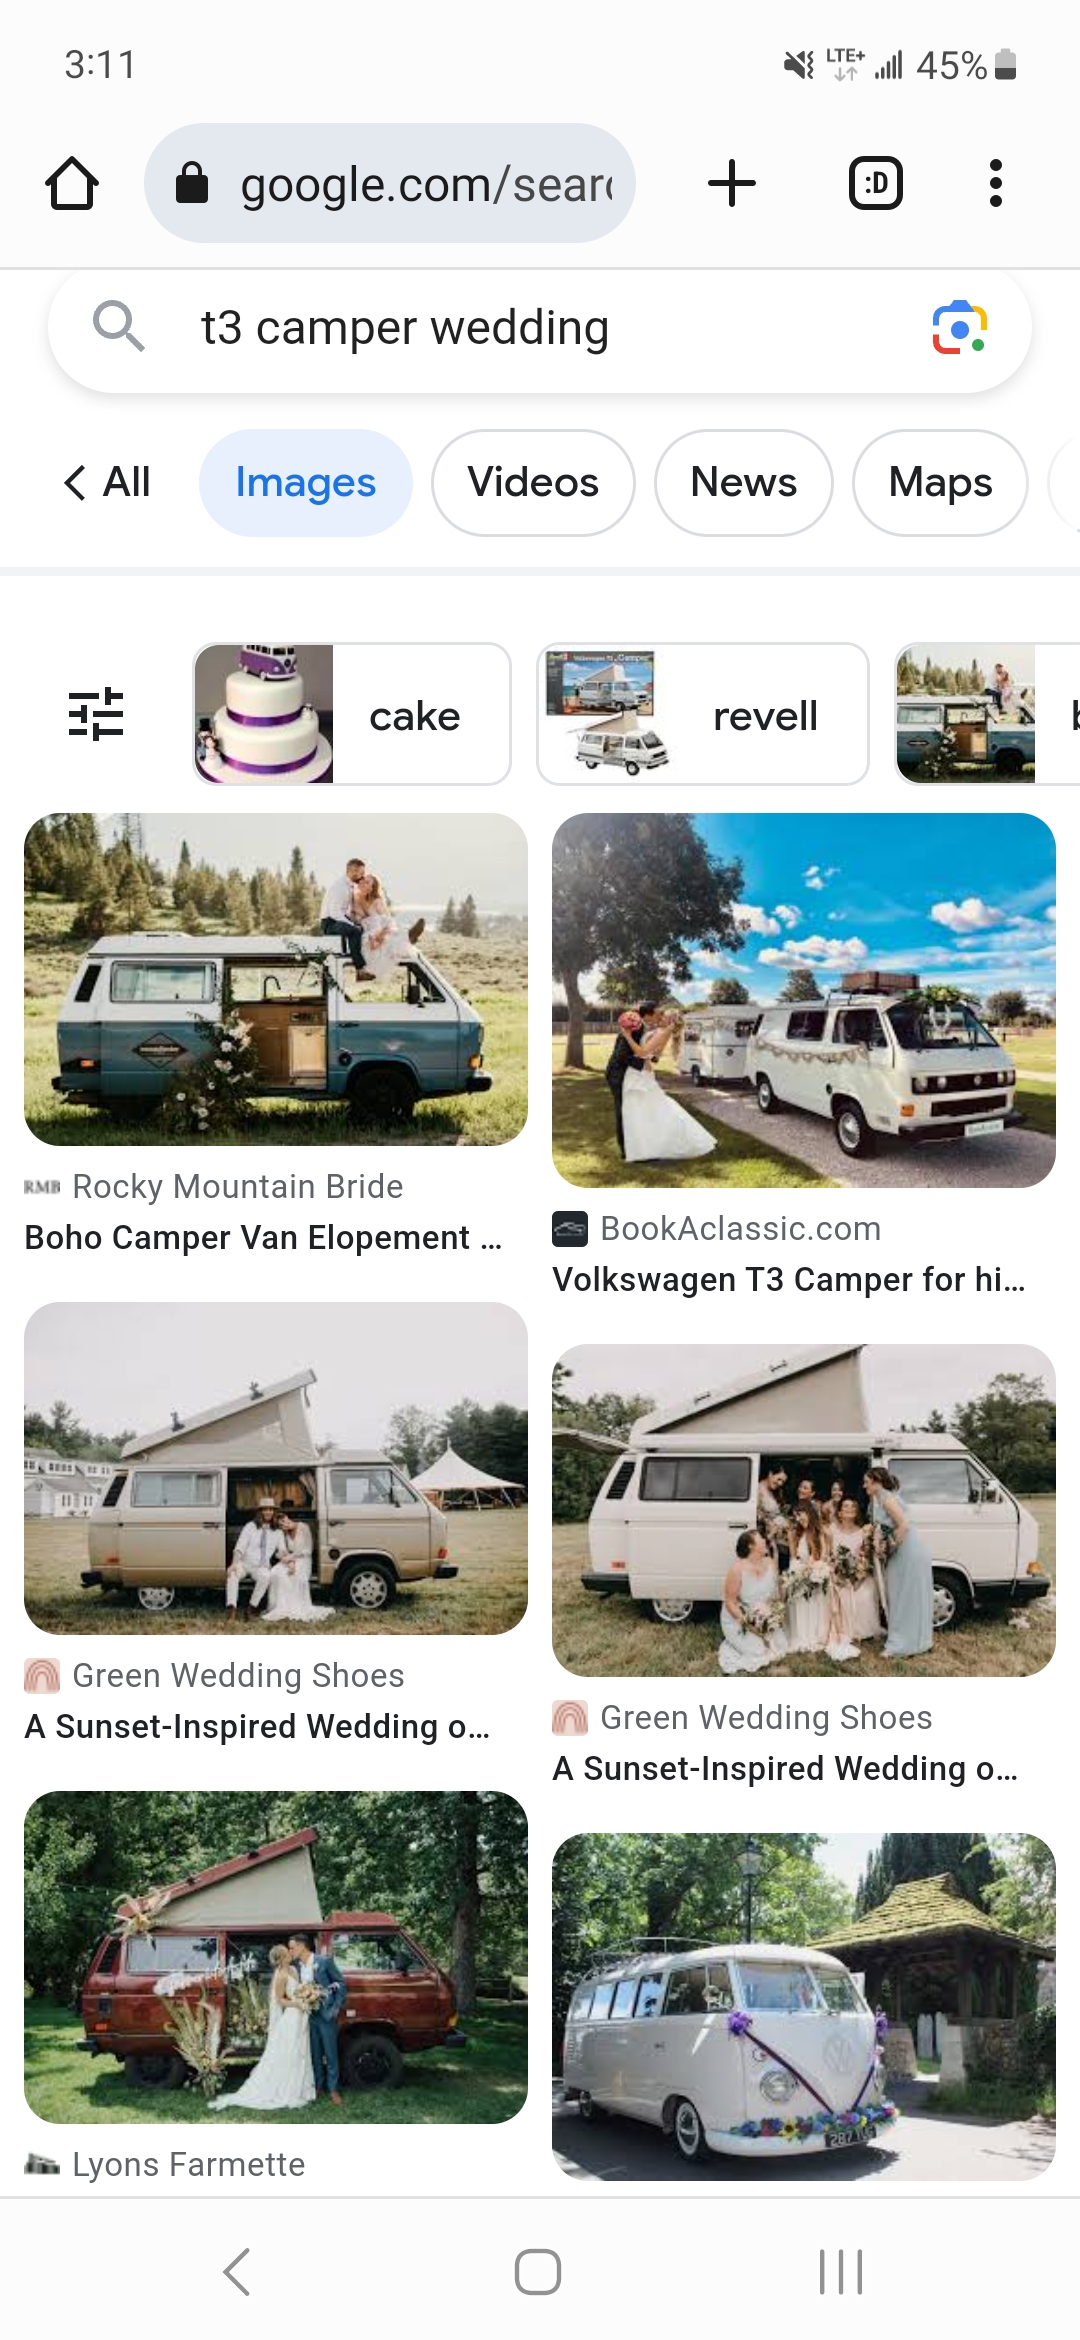 3:11
LTE+
45%
google.com/sear
:D
t3 camper wedding
All
Images
Videos
News
Maps
cake
revell
RMB
Rocky Mountain Bride
Boho Camper Van Elopement ...
BookAclassic.com
Volkswagen T3 Camper for hi...
Green Wedding Shoes
A Sunset-Inspired Wedding o...
Green Wedding Shoes
A Sunset-Inspired Wedding o...
Lyons Farmette